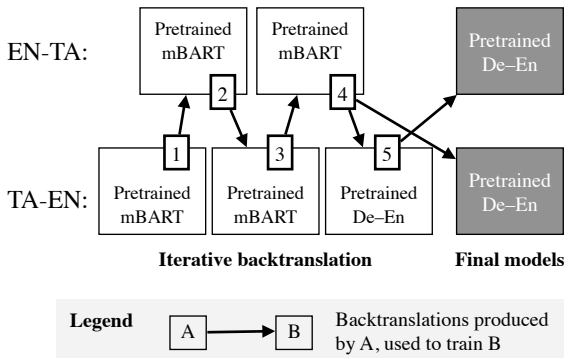 EN-TA:
Pretrained
mBART
2
Pretrained
mBART
4
Pretrained
De–En
TA-EN:
1
Pretrained
mBART
3
Pretrained
mBART
5
Pretrained
De–En
Pretrained
De–En
Iterative backtranslation
Final models
Legend
A
B
Backtranslations produced
by A, used to train B